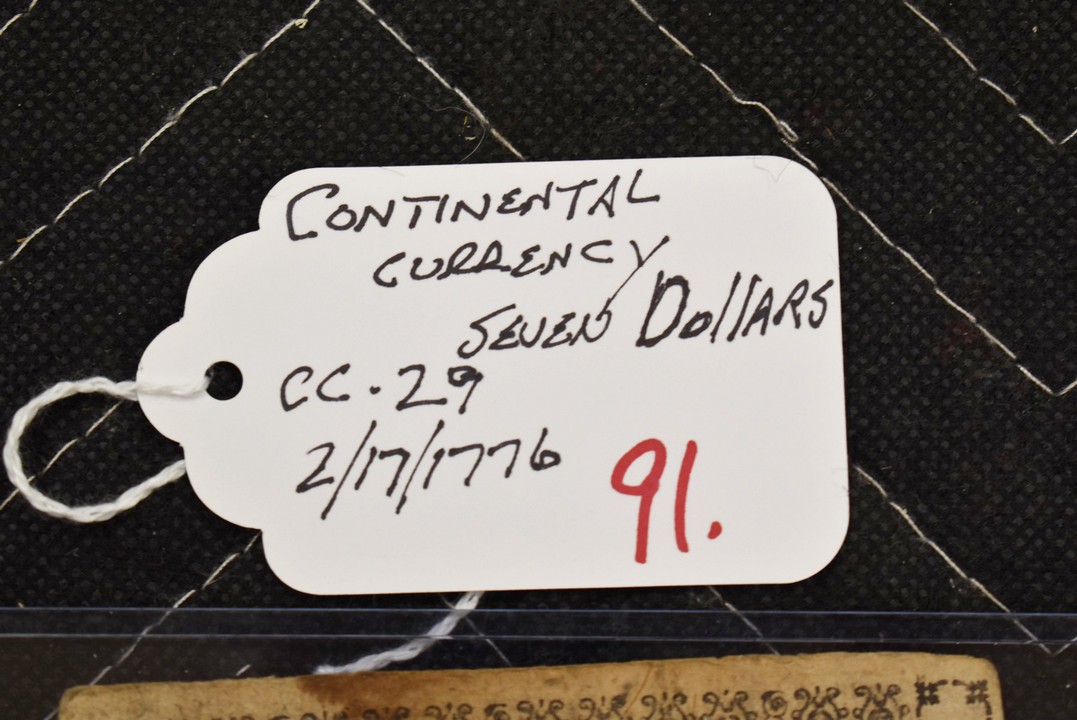 CONTINENTAL
CURRENCY
SEVEN DollARS
CC-29
2/17/1776
91.